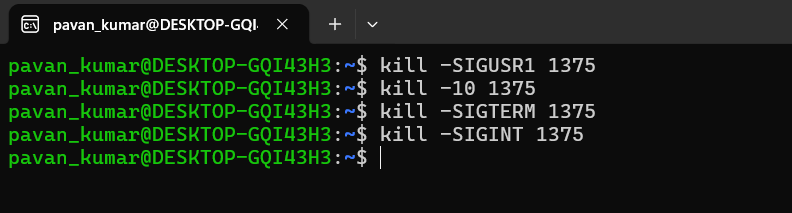 pavan_kumar@DESKTOP-GQI4
pavan_kumar@DESKTOP-GQI43H3:~$ kill -SIGUSR1 1375
pavan_kumar@DESKTOP-GQI43H3:~$ kill -10 1375
pavan_kumar@DESKTOP-GQI43H3:~$ kill -SIGTERM 1375
pavan_kumar@DESKTOP-GQI43H3:~$ kill -SIGINT 1375
pavan_kumar@DESKTOP-GQI43H3:~$